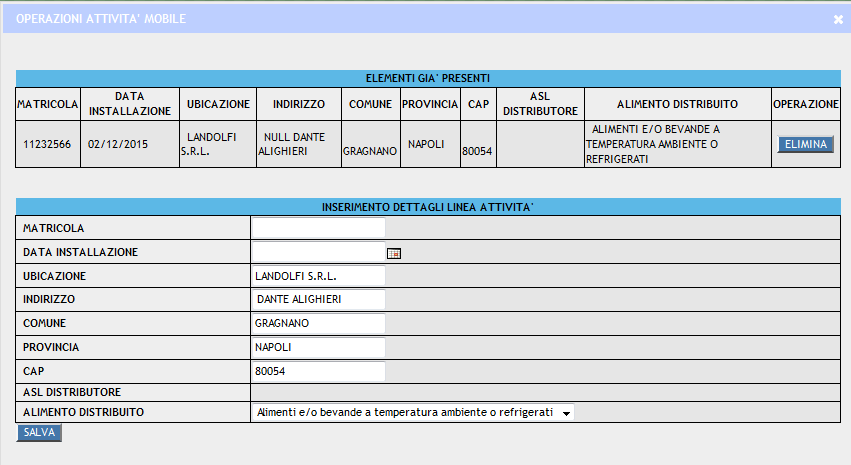 OPERAZIONI ATTIVITA' MOBILE
ELEMENTI GIA' PRESENTI
MATRICOLA DATA INSTALLAZIONE UBICAZIONE INDIRIZZO COMUNE PROVINCIA CAP ASL DISTRIBUTORE ALIMENTO DISTRIBUITO OPERAZIONE
11232566 02/12/2015 LANDOLFI S.R.L. NULL DANTE ALIGHIERI GRAGNANO NAPOLI 80054 ALIMENTI E/O BEVANDE A TEMPERATURA AMBIENTE O REFRIGERATI ELIMINA
INSERIMENTO DETTAGLI LINEA ATTIVITA'
MATRICOLA
DATA INSTALLAZIONE
UBICAZIONE LANDOLFI S.R.L.
INDIRIZZO DANTE ALIGHIERI
COMUNE GRAGNANO
PROVINCIA NAPOLI
CAP 80054
ASL DISTRIBUTORE
ALIMENTO DISTRIBUITO Alimenti e/o bevande a temperatura ambiente o refrigerati
SALVA